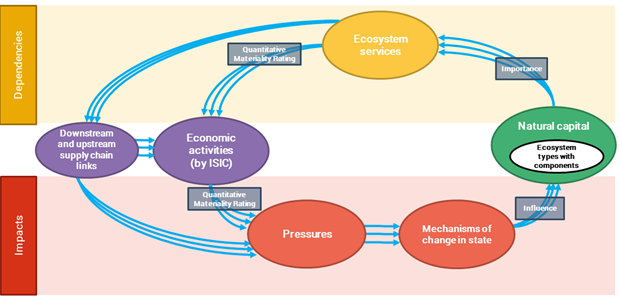 Dependencies
Ecosystem
services
Quantitative
Materiality Rating
Importance
Downstream
and upstream
supply chain
links
Economic
activities
(by ISIC)
Natural capital
Ecosystem
types with
components
Impacts
Quantitative
Materiality Rating
Influence
Pressures
Mechanisms of
change in state